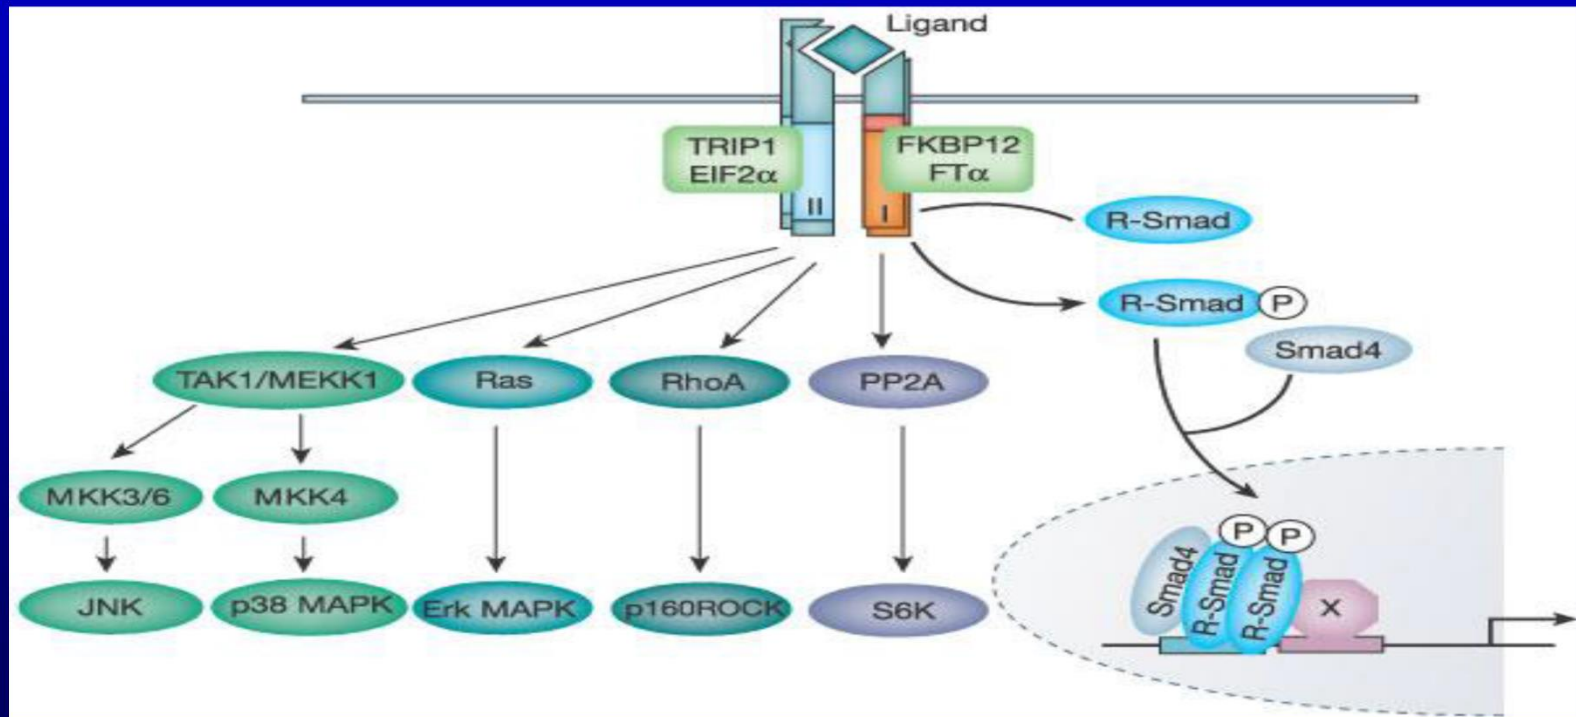 Ligand
TRIP1
EIF2α
FKBP12
FTα
II
I
R-Smad
R-Smad P
Smad4
TAK1/MEKK1
Ras
RhoA
PP2A
MKK3/6
MKK4
JNK
p38 MAPK
Erk MAPK
p160ROCK
S6K
P
P
Smad4
R-Smad
R-Smad
X